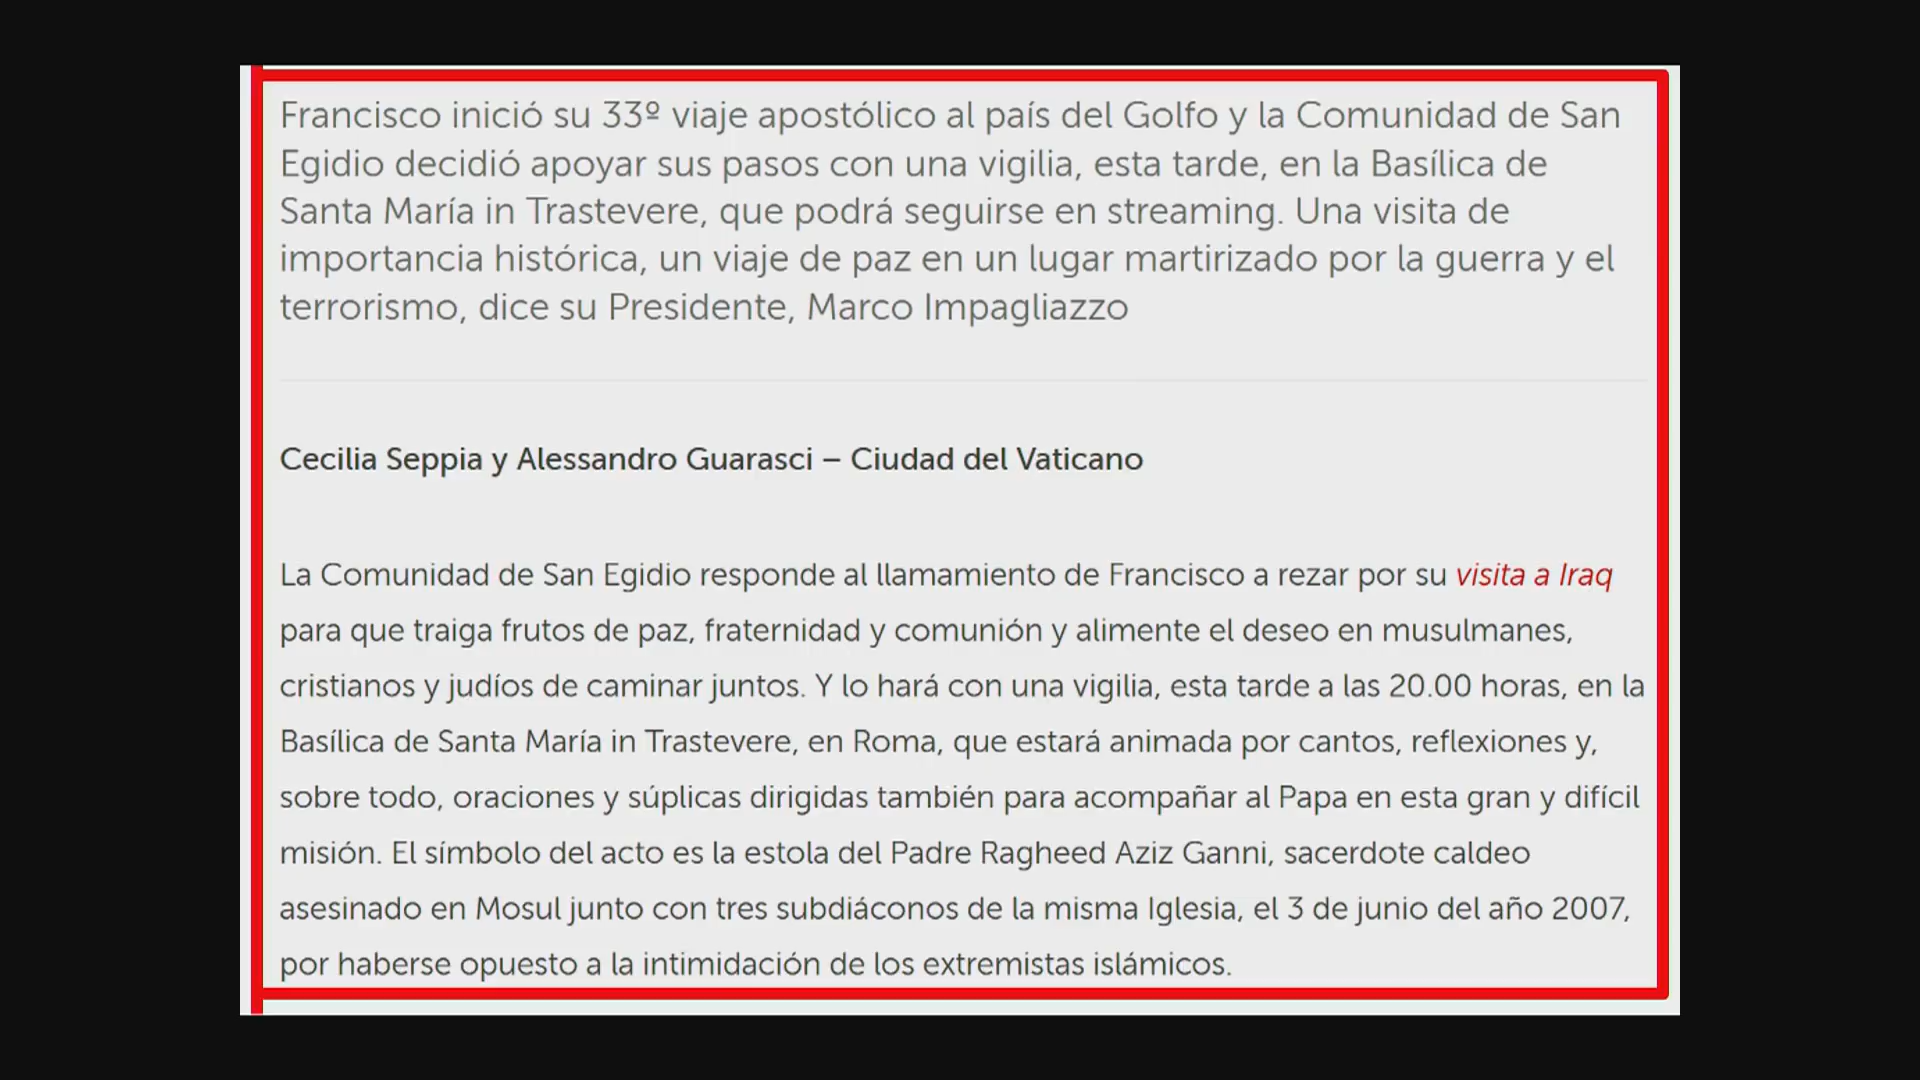 Francisco inició su 33º viaje apostólico al país del Golfo y la Comunidad de San
Egidio decidió apoyar sus pasos con una vigilia, esta tarde, en la Basílica de
Santa María in Trastevere, que podrá seguirse en streaming. Una visita de
importancia histórica, un viaje de paz en un lugar martirizado por la guerra y el
terrorismo, dice su Presidente, Marco Impagliazzo
Cecilia Seppia y Alessandro Guarasci – Ciudad del Vaticano
La Comunidad de San Egidio responde al llamamiento de Francisco a rezar por su visita a Iraq
para que traiga frutos de paz, fraternidad y comunión y alimente el deseo en musulmanes,
cristianos y judíos de caminar juntos. Y lo hará con una vigilia, esta tarde a las 20.00 horas, en la
Basílica de Santa María in Trastevere, en Roma, que estará animada por cantos, reflexiones y,
sobre todo, oraciones y súplicas dirigidas también para acompañar al Papa en esta gran y difícil
misión. El símbolo del acto es la estola del Padre Ragheed Aziz Ganni, sacerdote caldeo
asesinado en Mosul junto con tres subdiáconos de la misma Iglesia, el 3 de junio del año 2007,
por haberse opuesto a la intimidación de los extremistas islámicos.